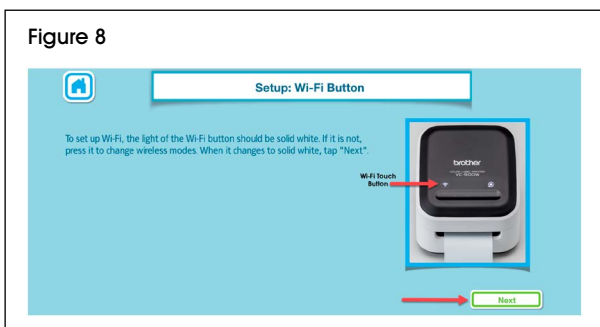 Figure 8
Setup: Wi-Fi Button
To set up Wi-Fi, the light of the Wi-Fi button should be solid white. If it is not,
press it to change wireless modes. When it changes to solid white, tap "Next".
brother
VC-500W
Wi-Fi Touch
Button
Next